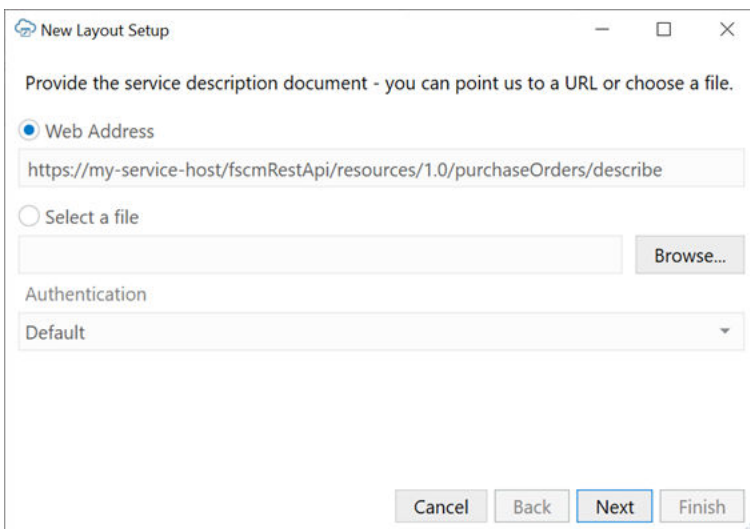 New Layout Setup
Provide the service description document - you can point us to a URL or choose a file.
Web Address
https://my-service-host/fscmRestApi/resources/1.0/purchaseOrders/describe
Select a file
Browse...
Authentication
Default
Cancel Back Next Finish